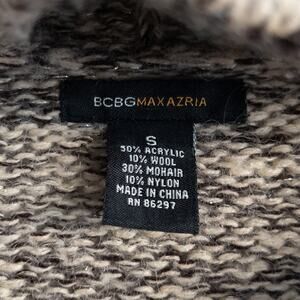 BCBGMAXAZRIA
S
50% ACRYLIC
10% WOOL
30% MOHAIR
10% NYLON
MADE IN CHINA
RN 86297